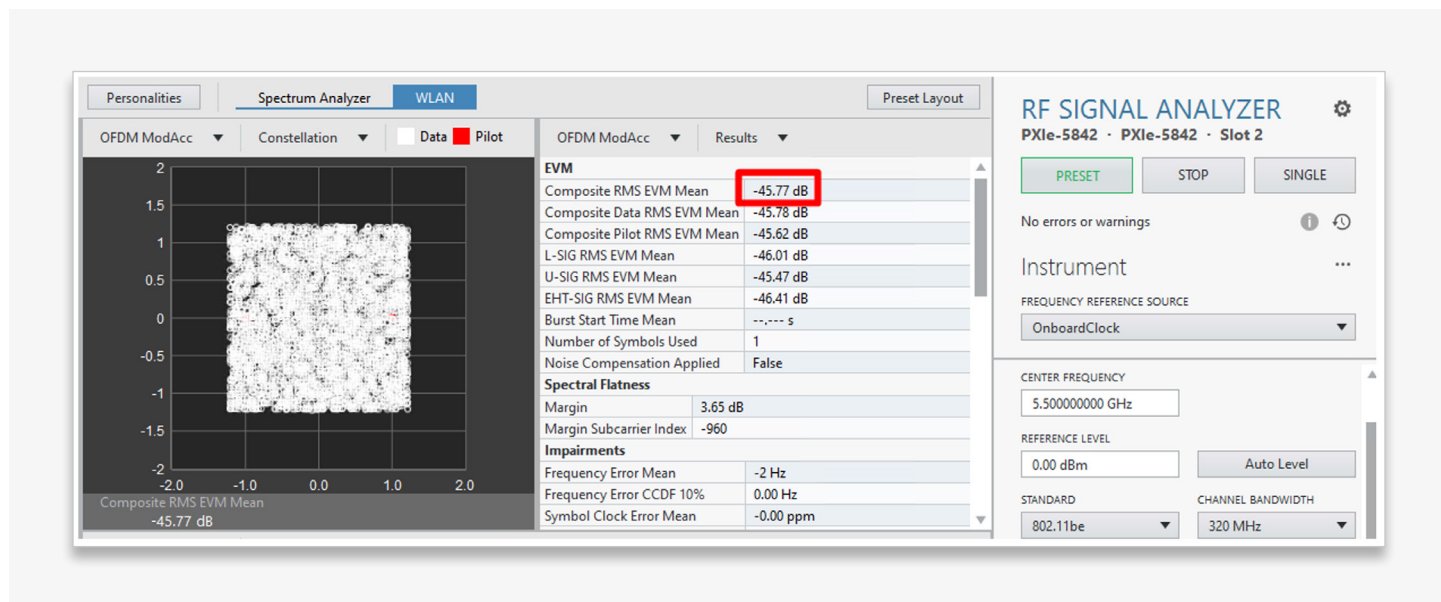 Personalities
Spectrum Analyzer
WLAN
Preset Layout
OFDM ModAcc
Constellation
Data
Pilot
2
1.5
1
0.5
0
-0.5
-1
-1.5
-2
-2.0 -1.0 0.0 1.0 2.0
Composite RMS EVM Mean
-45.77 dB
OFDM ModAcc
Results
EVM
Composite RMS EVM Mean -45.77 dB
Composite Data RMS EVM Mean -45.78 dB
Composite Pilot RMS EVM Mean -45.62 dB
L-SIG RMS EVM Mean -46.01 dB
U-SIG RMS EVM Mean -45.47 dB
EHT-SIG RMS EVM Mean -46.41 dB
Burst Start Time Mean --.--- s
Number of Symbols Used 1
Noise Compensation Applied False
Spectral Flatness
Margin 3.65 dB
Margin Subcarrier Index -960
Impairments
Frequency Error Mean -2 Hz
Frequency Error CCDF 10% 0.00 Hz
Symbol Clock Error Mean -0.00 ppm
RF SIGNAL ANALYZER
PXIe-5842 · PXIe-5842 · Slot 2
PRESET
STOP
SINGLE
No errors or warnings
Instrument
FREQUENCY REFERENCE SOURCE
OnboardClock
CENTER FREQUENCY
5.500000000 GHz
REFERENCE LEVEL
0.00 dBm
Auto Level
STANDARD CHANNEL BANDWIDTH
802.11be 320 MHz